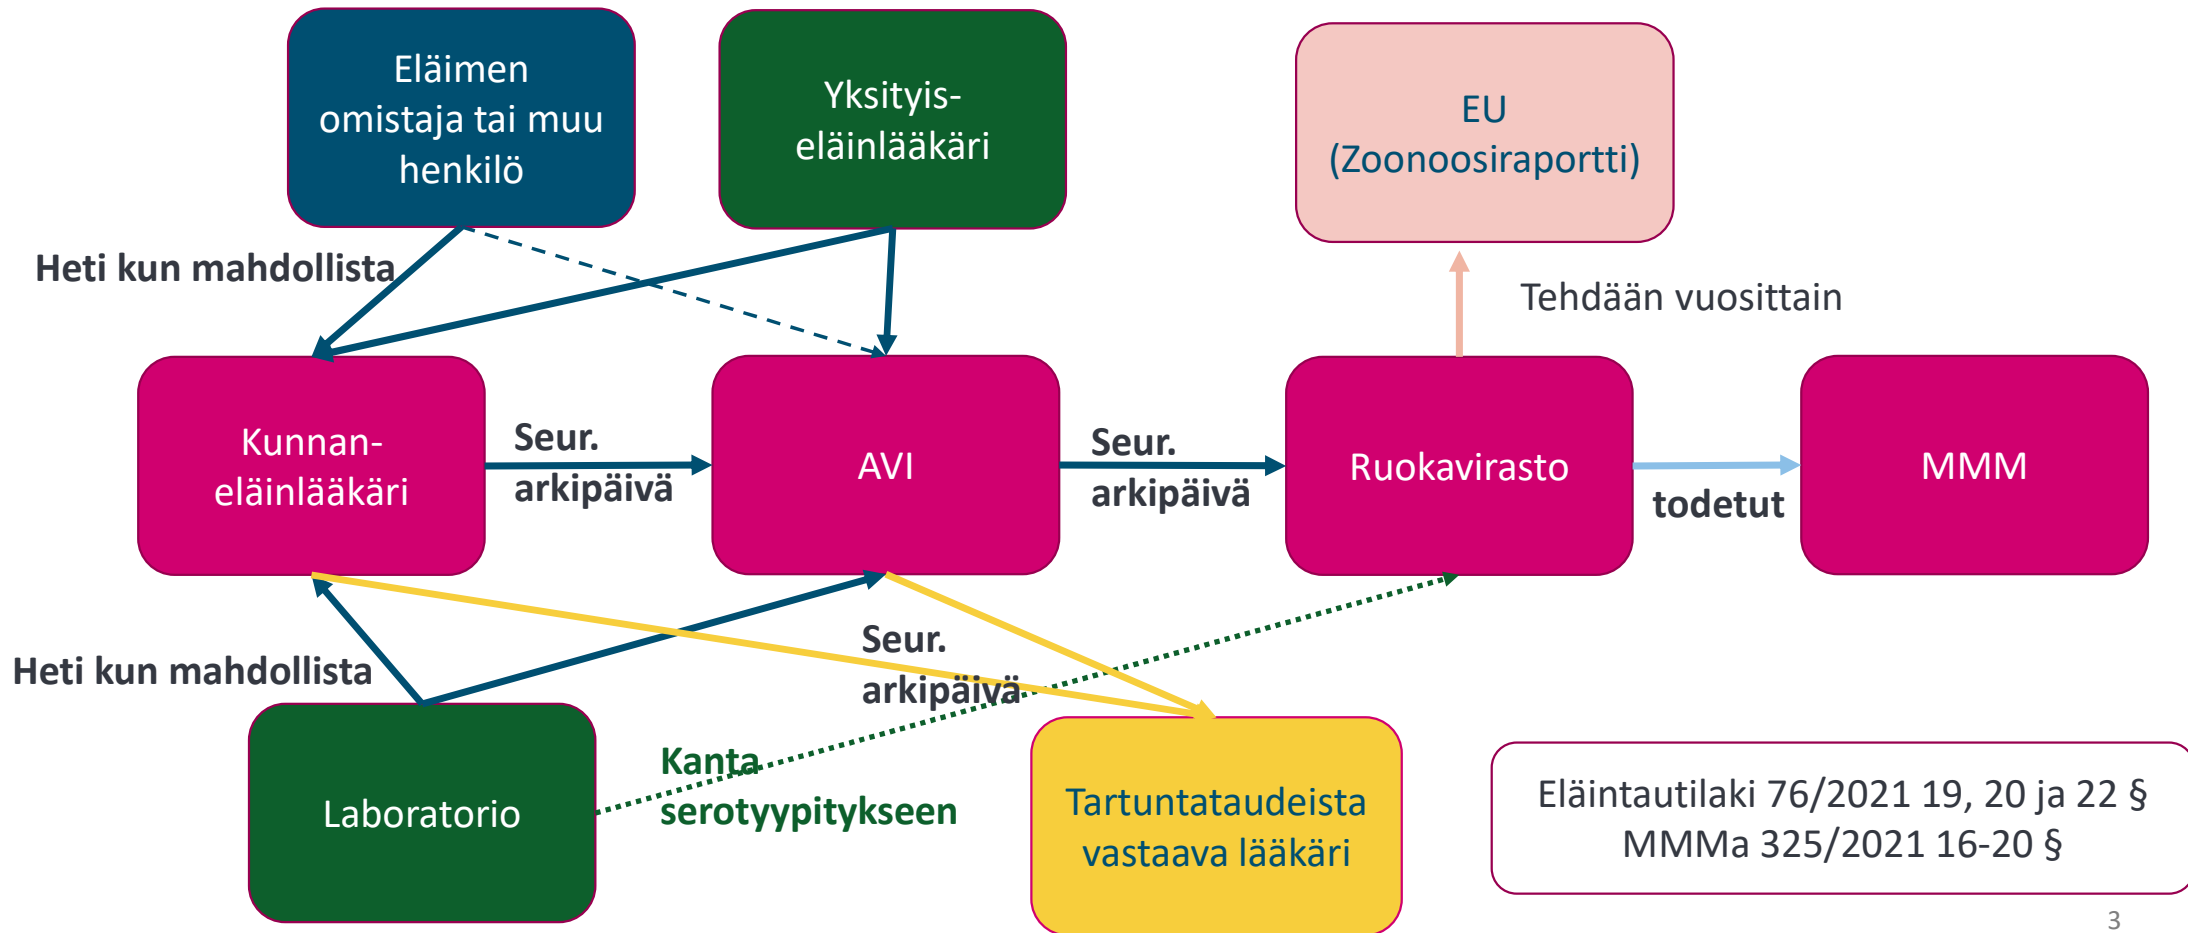 Eläimen
omistaja tai muu
henkilö
Yksityis-
eläinlääkäri
EU
(Zoonoosiraportti)
Heti kun mahdollista
Tehdään vuosittain
Kunnan-
eläinlääkäri
Seur.
arkipäivä
AVI
Seur.
arkipäivä
Ruokavirasto
todetut
MMM
Heti kun mahdollista
Seur.
arkipäivä
Laboratorio
Kanta
serotyypitykseen
Tartuntataudeista
vastaava lääkäri
Eläintautilaki 76/2021 19, 20 ja 22 §
MMMa 325/2021 16-20 §
3